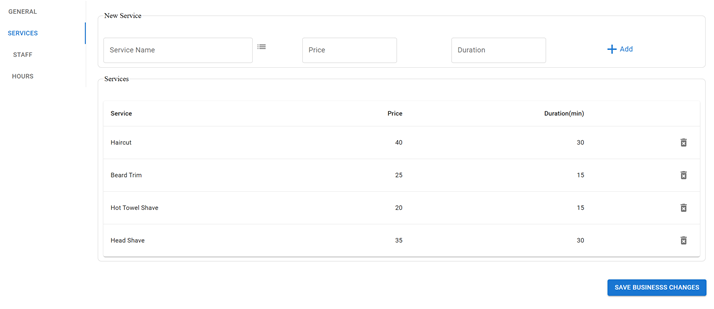 GENERAL
SERVICES
STAFF
HOURS
New Service
Service Name Price Duration Add
Services
Service Price Duration(min)
Haircut 40 30
Beard Trim 25 15
Hot Towel Shave 20 15
Head Shave 35 30
SAVE BUSINESSS CHANGES